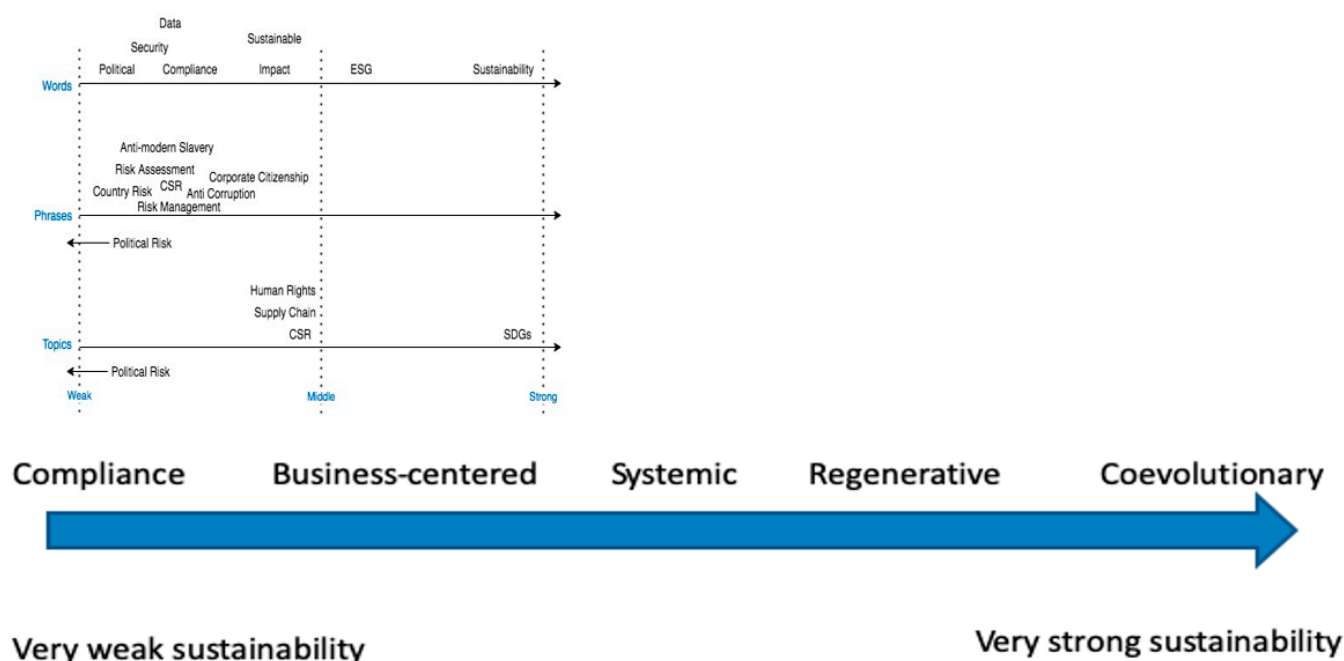 Data
Security
Sustainable
Political Compliance Impact ESG Sustainability
Words
Anti-modern Slavery
Risk Assessment
Corporate Citizenship
CSR
Country Risk
Anti Corruption
Risk Management
Phrases
Political Risk
Human Rights
Supply Chain
CSR SDGs
Topics
Political Risk
Weak Middle Strong
Compliance Business-centered Systemic Regenerative Coevolutionary
Very weak sustainability Very strong sustainability